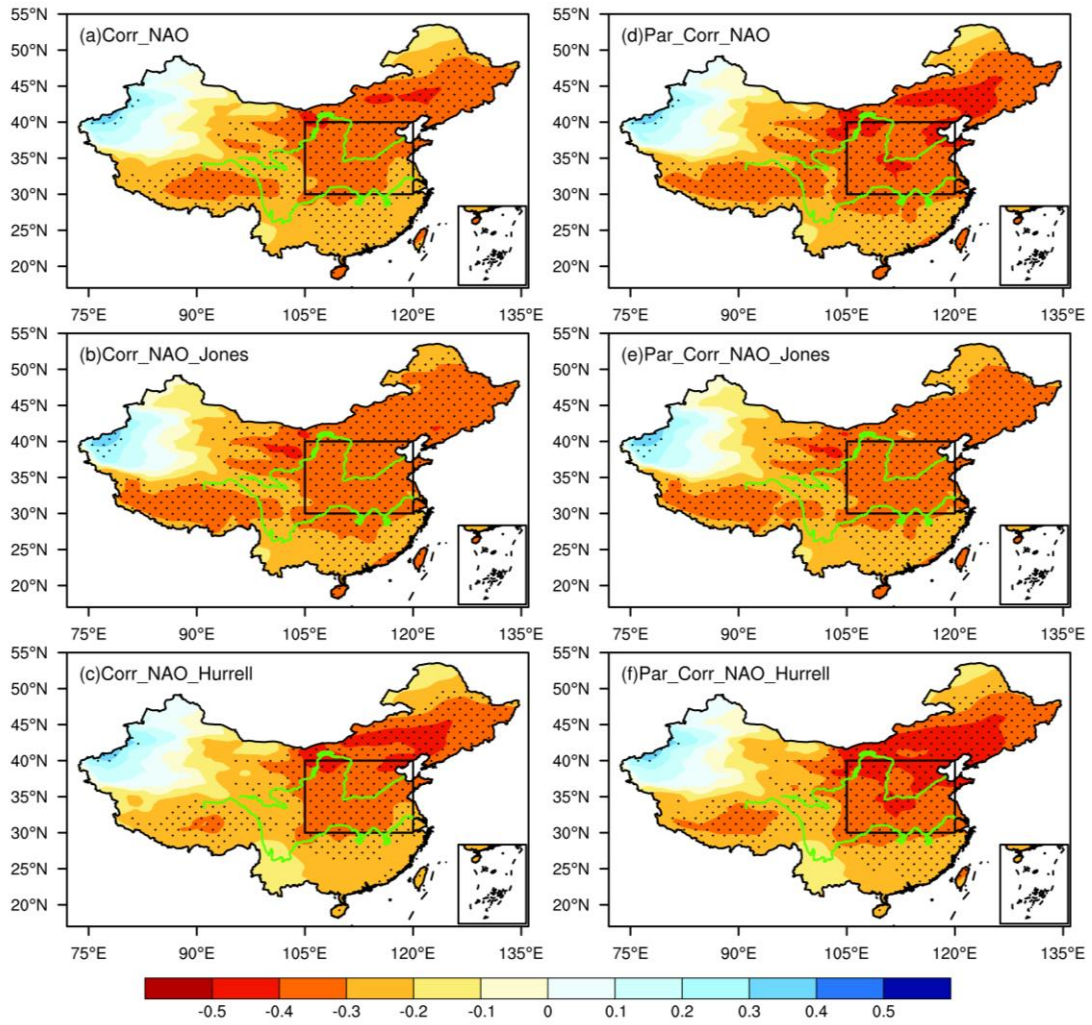 55°N 55°N
(a)Corr_NAO (d)Par_Corr_NAO
50°N 50°N
45°N 45°N
40°N 40°N
35°N 35°N
30°N 30°N
25°N 25°N
20°N 20°N
75°E 90°E 105°E 120°E 135°E 75°E 90°E 105°E 120°E 135°E
55°N 55°N
(b)Corr_NAO_Jones (e)Par_Corr_NAO_Jones
50°N 50°N
45°N 45°N
40°N 40°N
35°N 35°N
30°N 30°N
25°N 25°N
20°N 20°N
75°E 90°E 105°E 120°E 135°E 75°E 90°E 105°E 120°E 135°E
55°N 55°N
(c)Corr_NAO_Hurrell (f)Par_Corr_NAO_Hurrell
50°N 50°N
45°N 45°N
40°N 40°N
35°N 35°N
30°N 30°N
25°N 25°N
20°N 20°N
75°E 90°E 105°E 120°E 135°E 75°E 90°E 105°E 120°E 135°E
-0.5 -0.4 -0.3 -0.2 -0.1 0 0.1 0.2 0.3 0.4 0.5